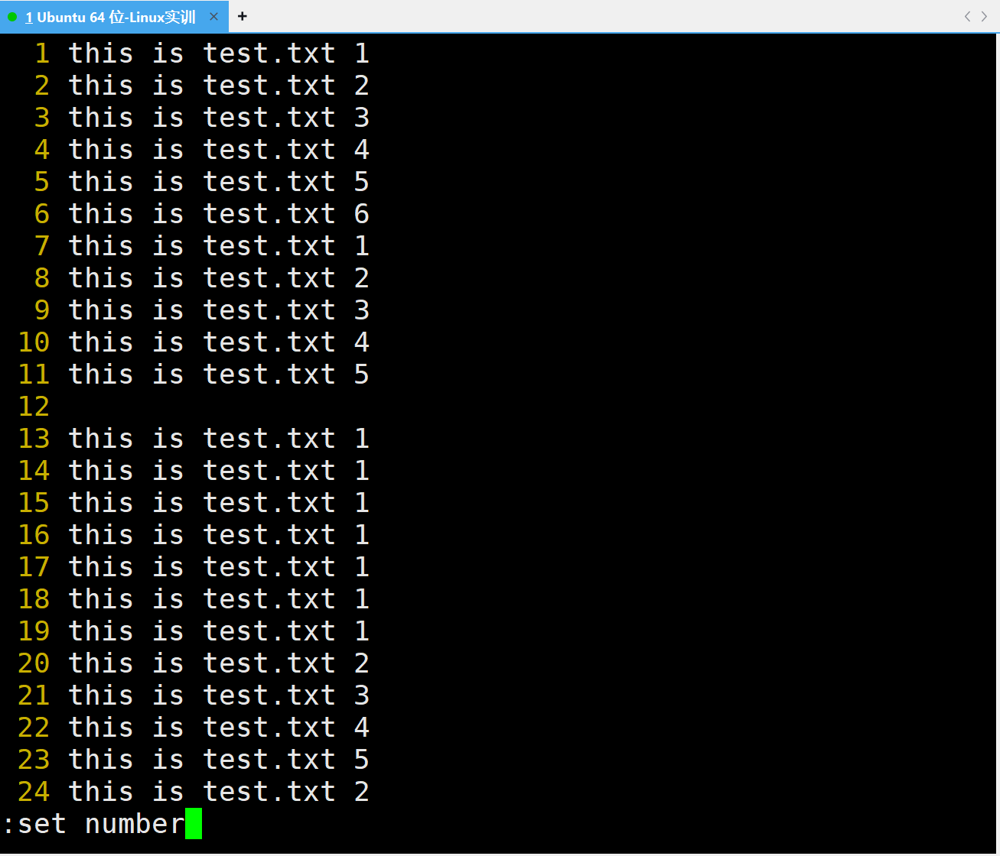 1 Ubuntu 64 位-Linux实训 × +
1 this is test.txt 1
2 this is test.txt 2
3 this is test.txt 3
4 this is test.txt 4
5 this is test.txt 5
6 this is test.txt 6
7 this is test.txt 1
8 this is test.txt 2
9 this is test.txt 3
10 this is test.txt 4
11 this is test.txt 5
12
13 this is test.txt 1
14 this is test.txt 1
15 this is test.txt 1
16 this is test.txt 1
17 this is test.txt 1
18 this is test.txt 1
19 this is test.txt 1
20 this is test.txt 2
21 this is test.txt 3
22 this is test.txt 4
23 this is test.txt 5
24 this is test.txt 2
:set number